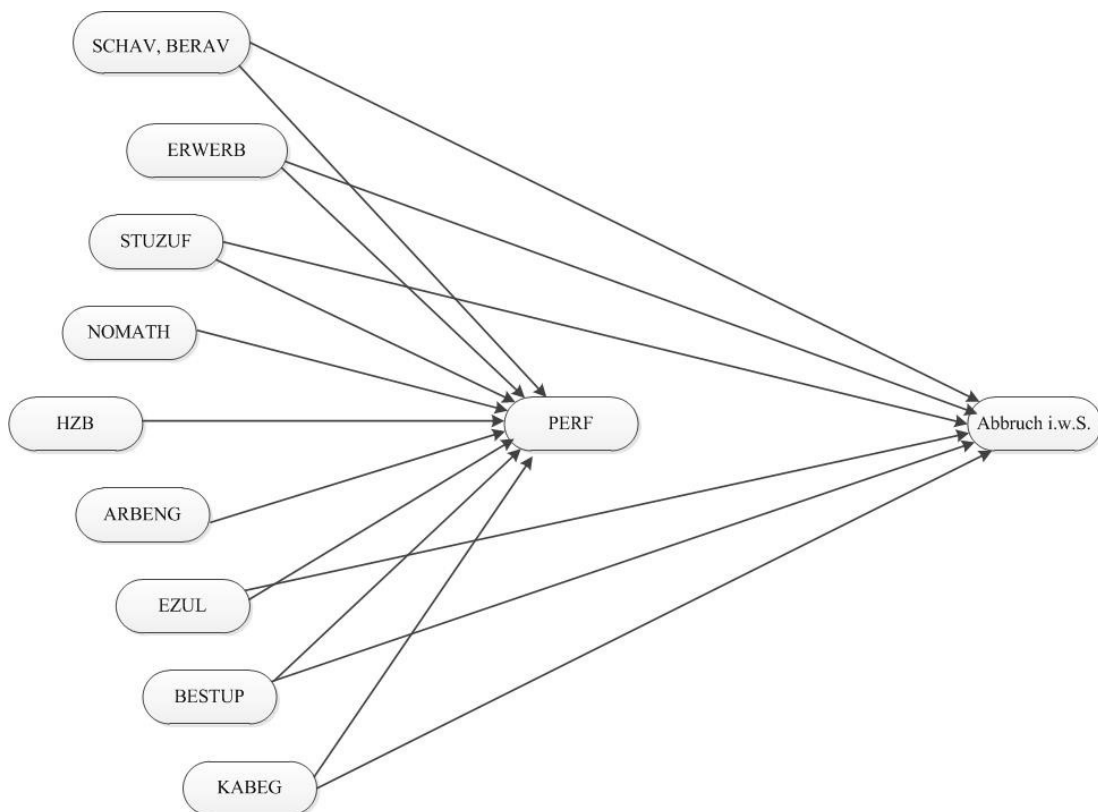 SCHAV, BERAV
ERWERB
STUZUF
NOMATH
HZB
PERF
Abbruch i.w.S.
ARBENG
EZUL
BESTUP
KABEG